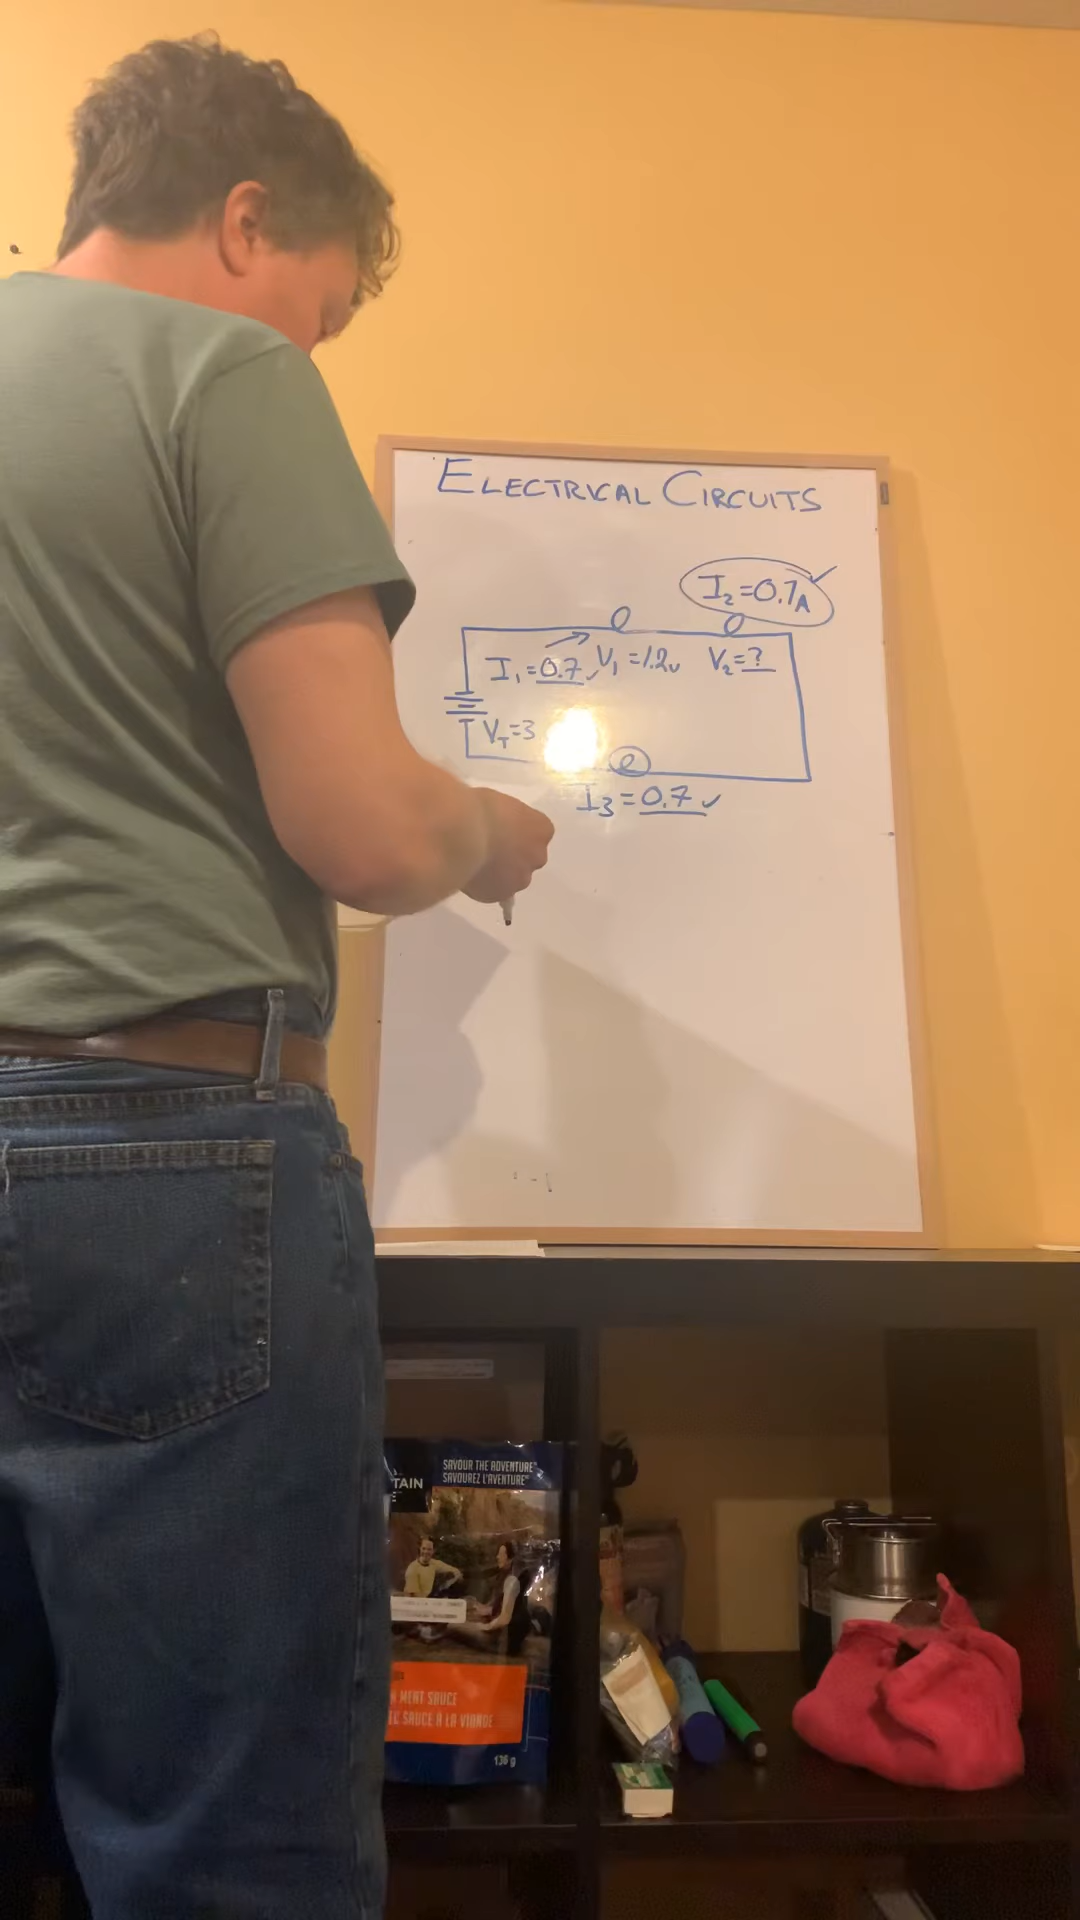 ELECTRICAL CIRCUITS
I₂=0.7A
I₁=0.7 V₁=1.2v V₂=?
V_T=3
I₃=0.7
SAVOUR THE ADVENTURE
SAVOUREZ L'AVENTURE
TAIN
MEAT SAUCE
SAUCE A LA VIANDE
136 g